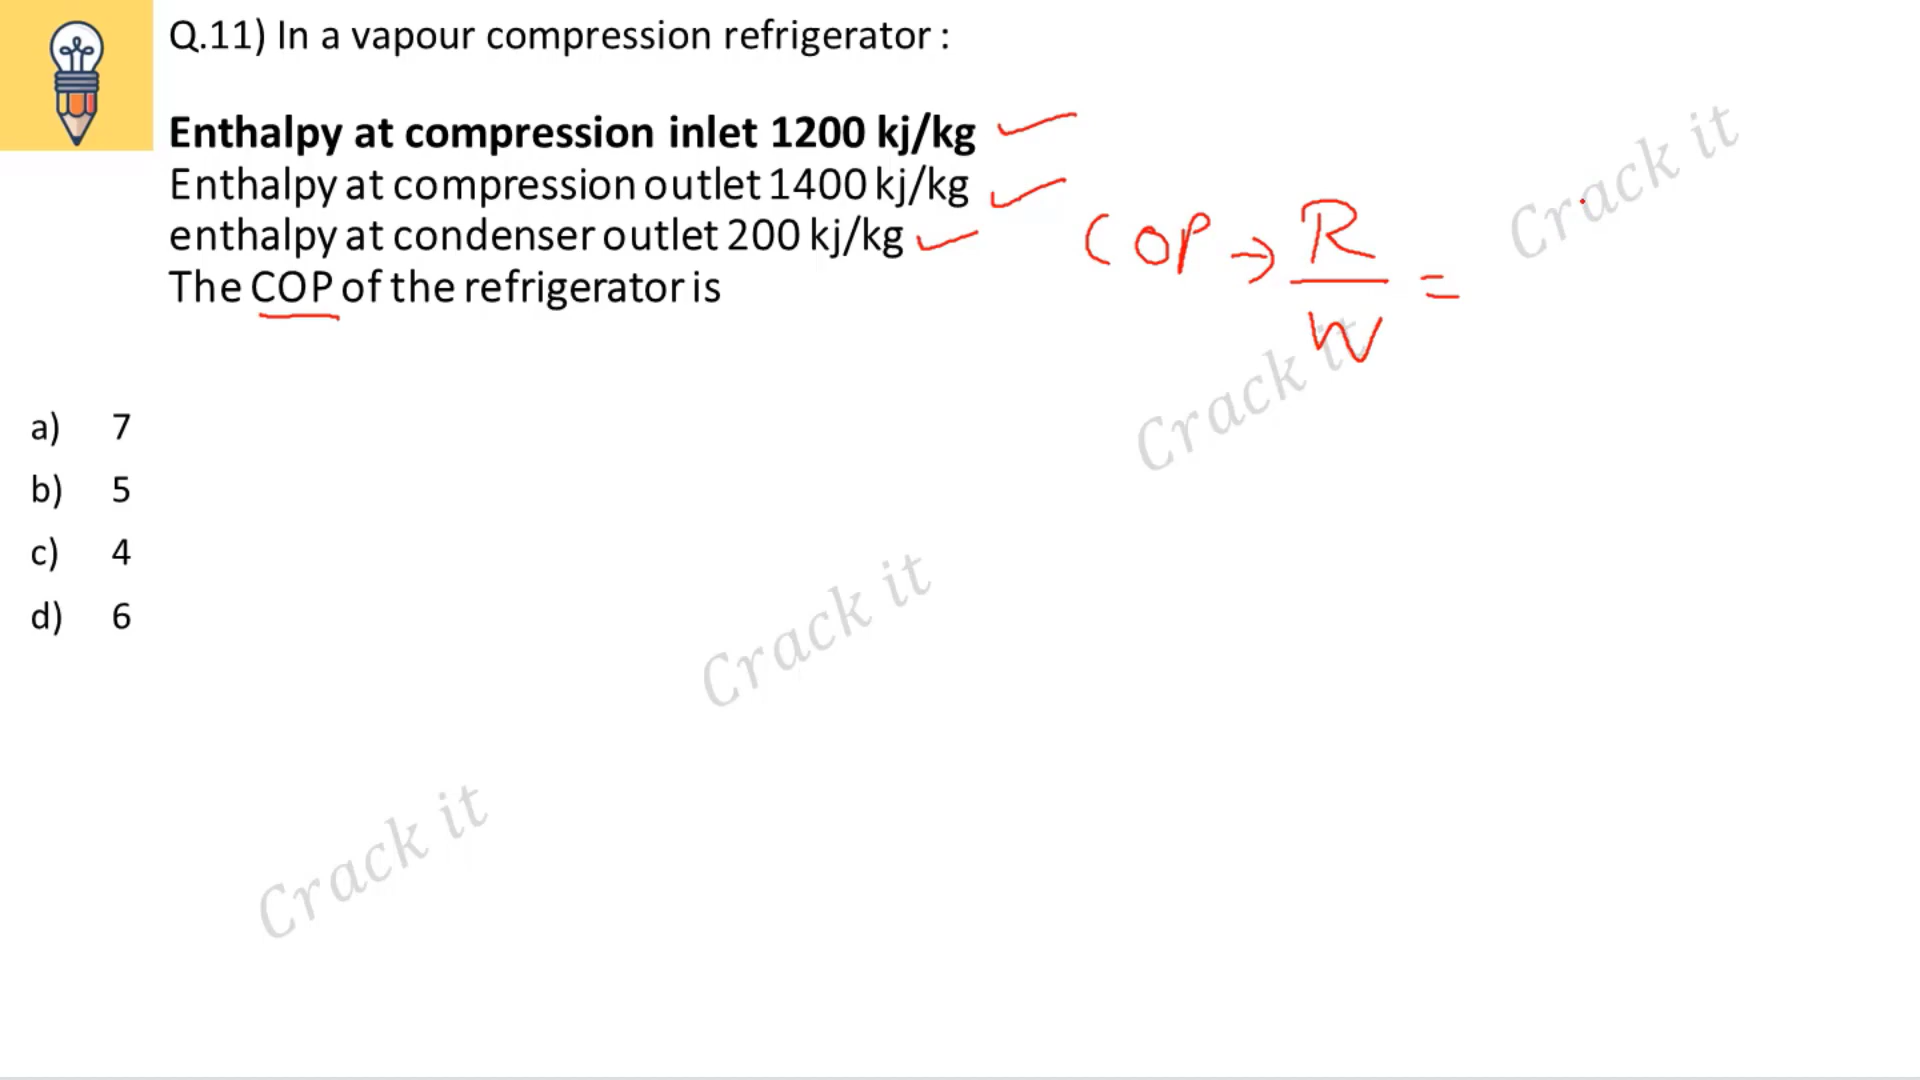 Q.11) In a vapour compression refrigerator :
Enthalpy at compression inlet 1200 kj/kg
Enthalpy at compression outlet 1400 kj/kg
enthalpy at condenser outlet 200 kj/kg
The COP of the refrigerator is
COP → R
W
=
a) 7
b) 5
c) 4
d) 6
Crack it
Crack it
Crack it
Crack it